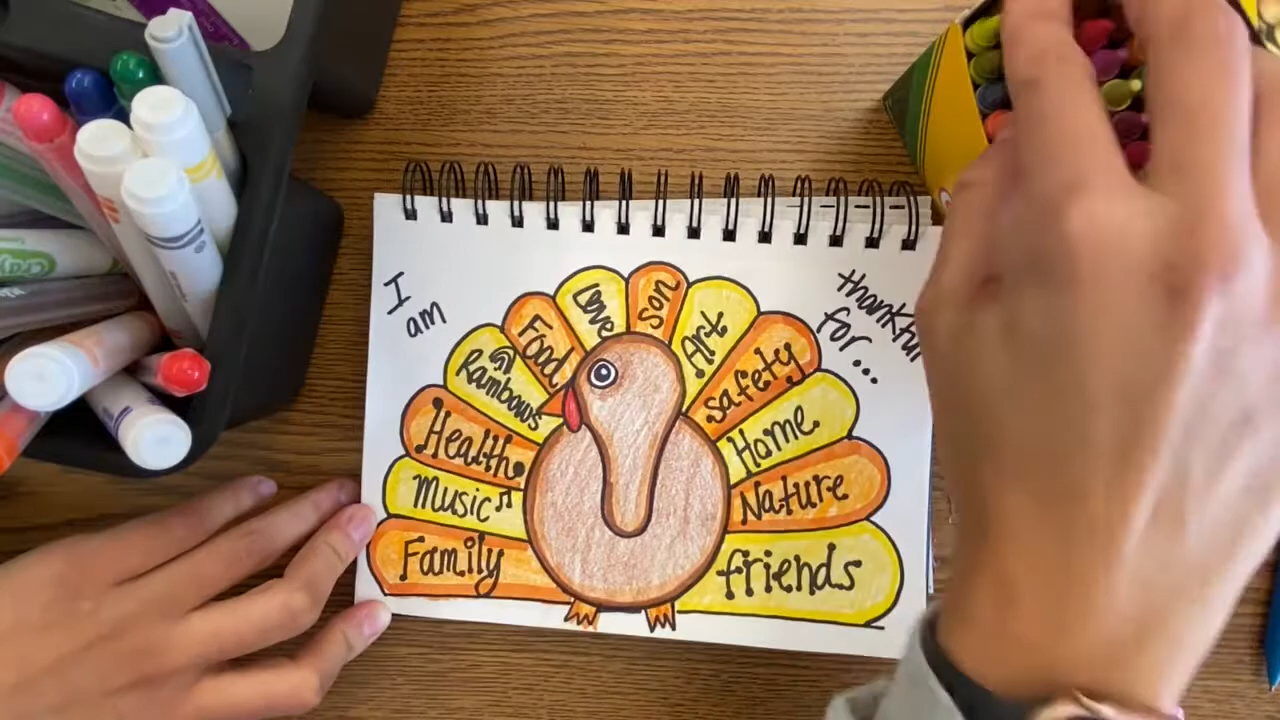 I
am
thankful
for...
Family
Music
Health
Rainbows
Food
Love
Son
Art
Safety
Home
Nature
friends